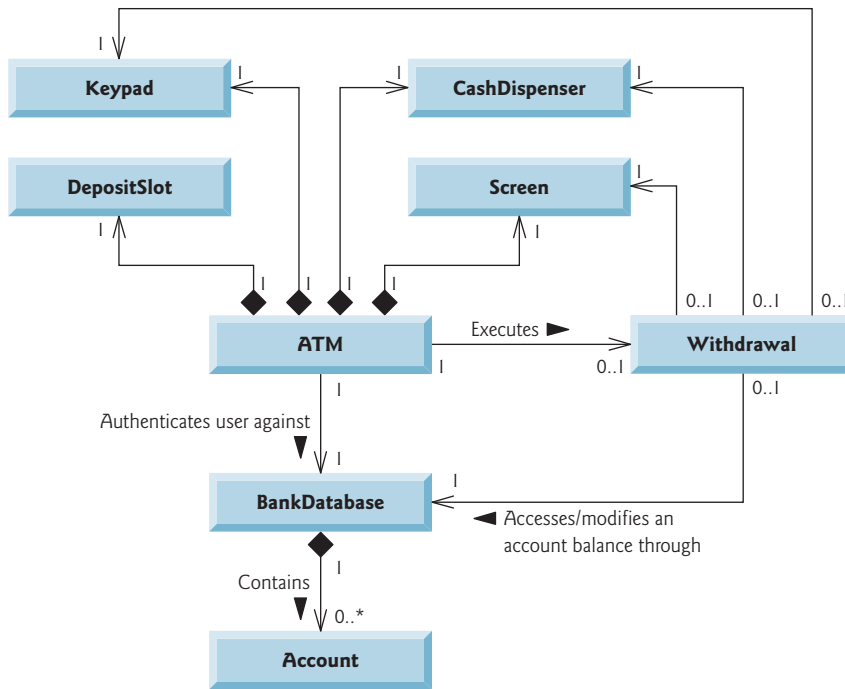 1
Keypad
1
1
CashDispenser
1
DepositSlot
1
Screen
1
1
1
1
1
1
0..1
0..1
0..1
ATM
Executes
1
0..1
Withdrawal
1
0..1
Authenticates user against
1
BankDatabase
1
Accesses/modifies an
account balance through
1
Contains
0..*
Account